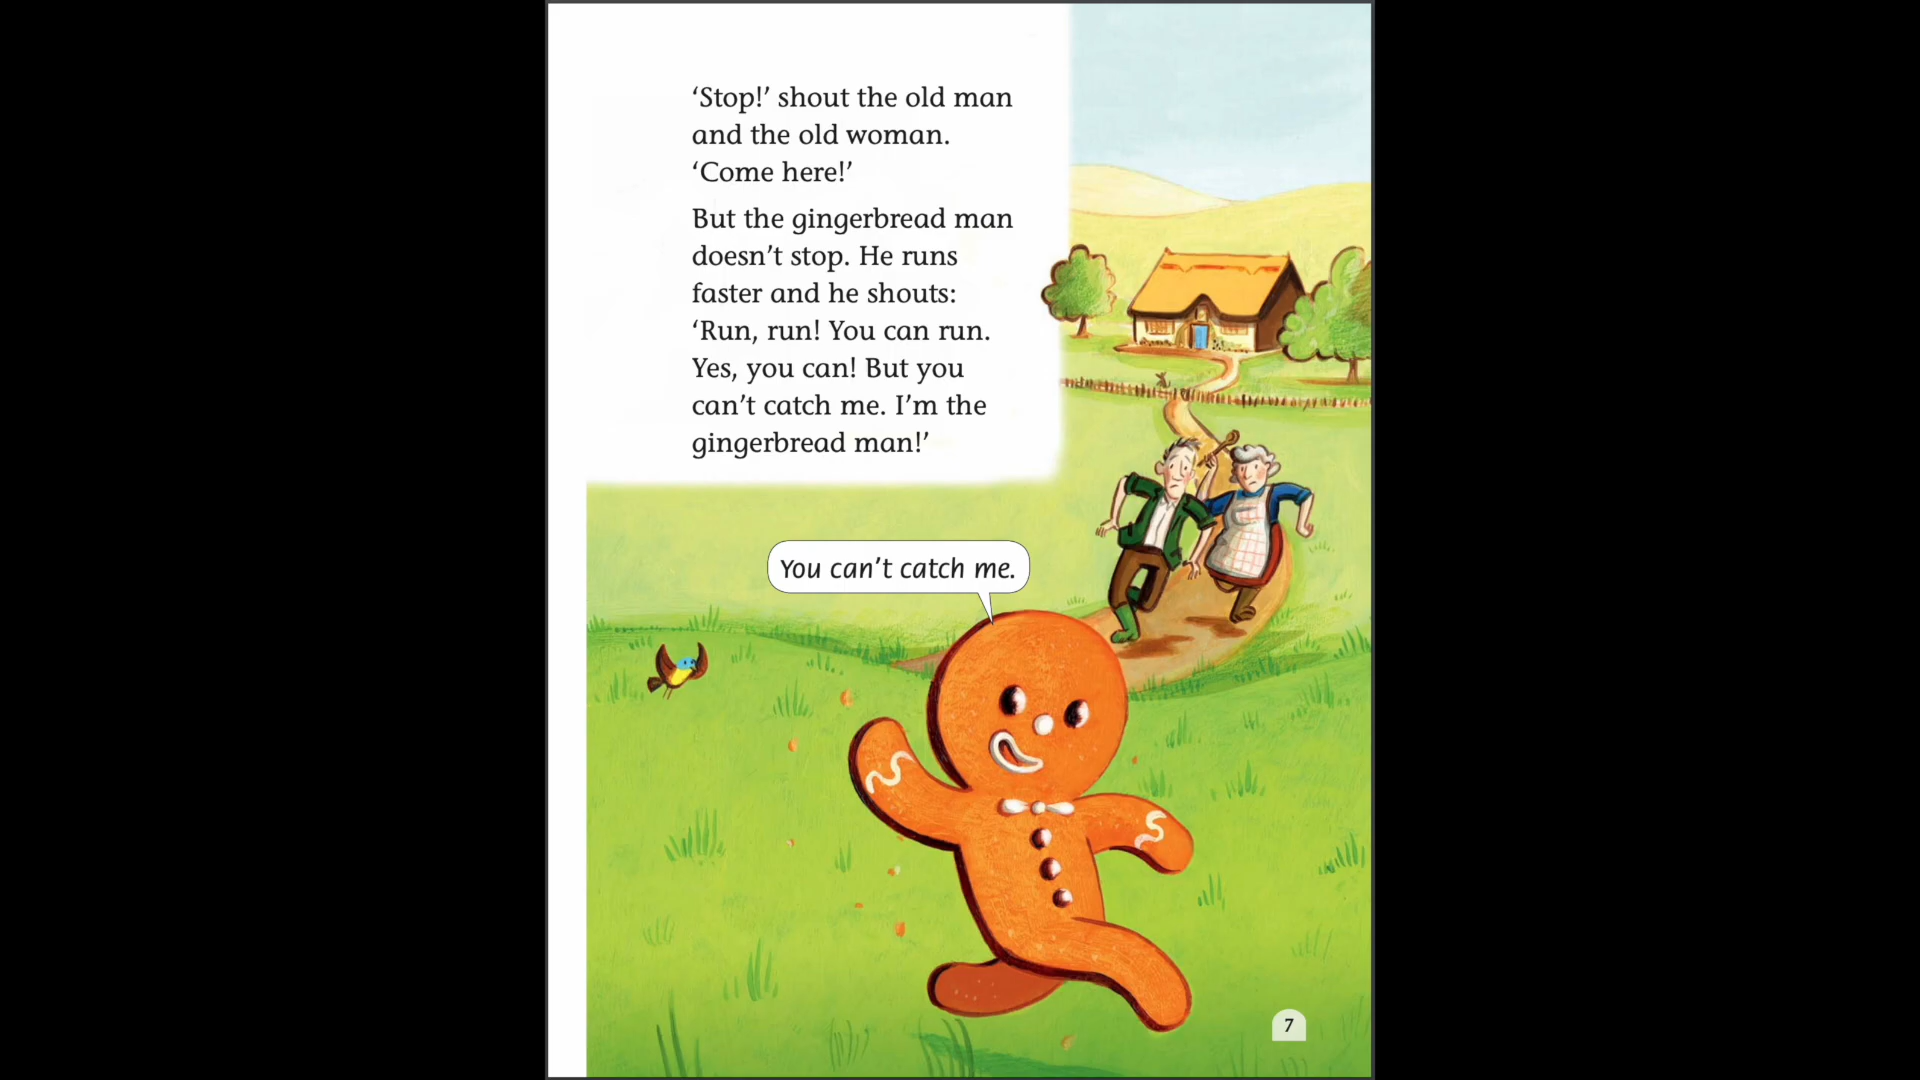 ‘Stop!’ shout the old man
and the old woman.
‘Come here!’
But the gingerbread man
doesn’t stop. He runs
faster and he shouts:
‘Run, run! You can run.
Yes, you can! But you
can’t catch me. I’m the
gingerbread man!’
You can’t catch me.
7